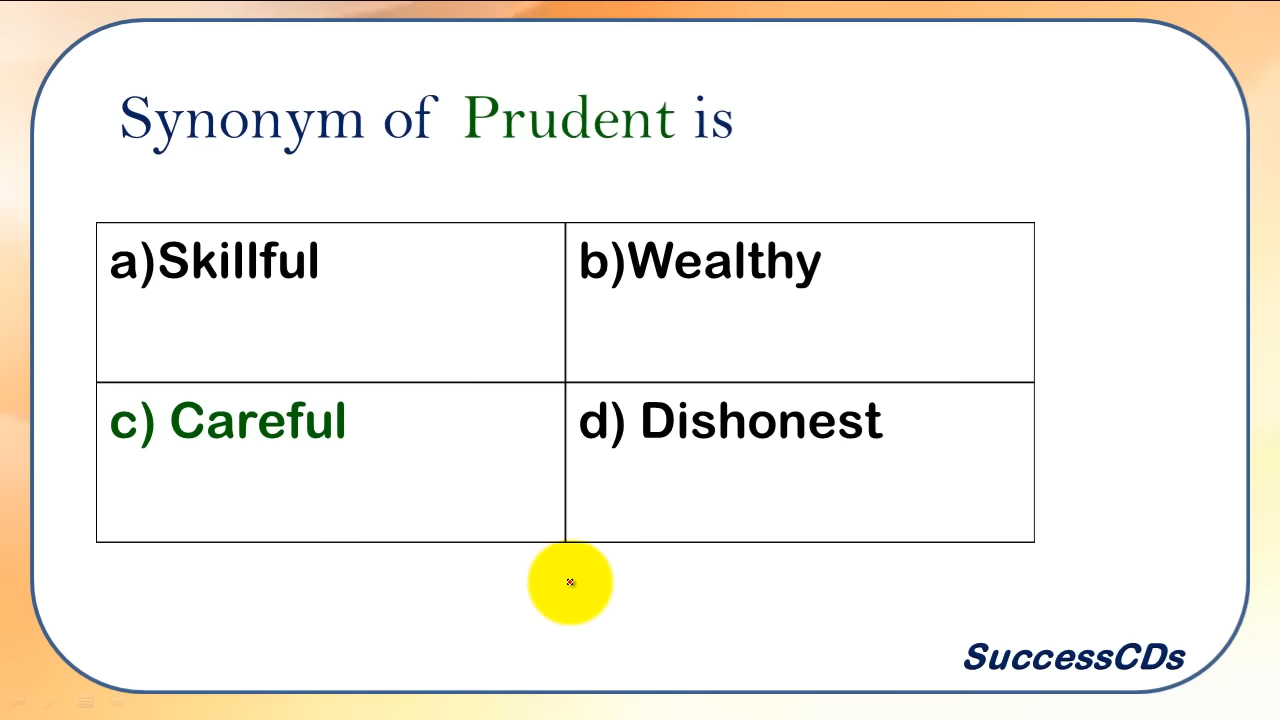 Synonym of Prudent is
a)Skillful
b)Wealthy
c) Careful
d) Dishonest
SuccessCDs